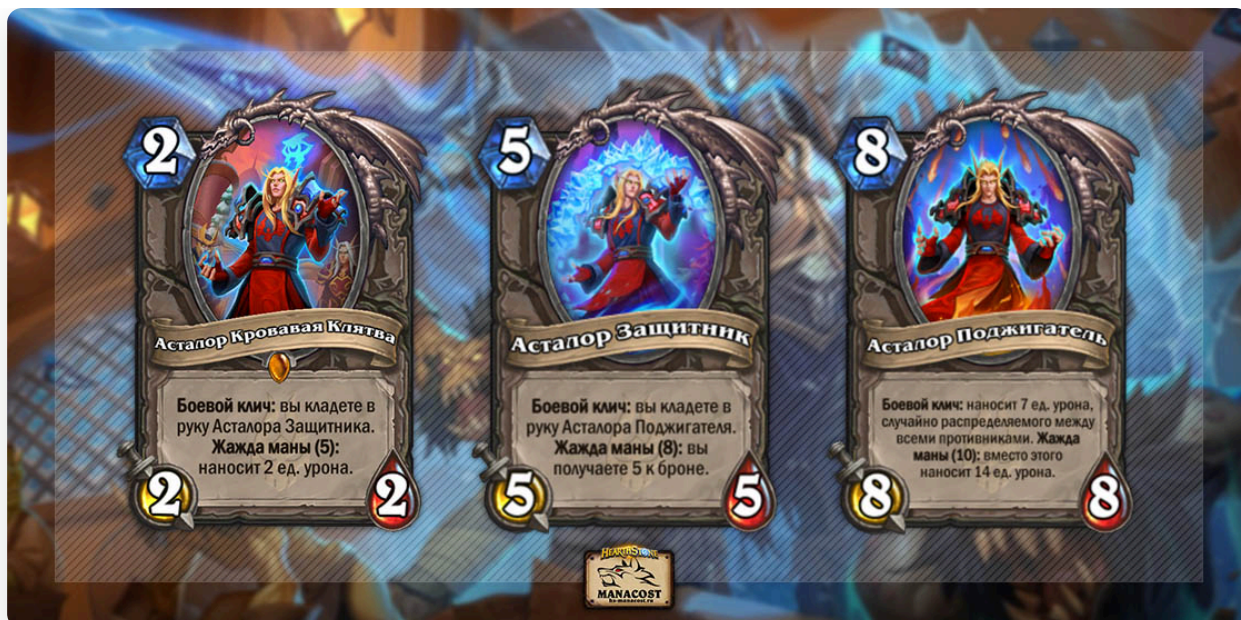 2
Асталор Кровавая Клятва
Боевой клич: вы кладете в
руку Асталора Защитника.
Жажда маны (5):
наносит 2 ед. урона.
2
2
5
Асталор Защитник
Боевой клич: вы кладете в
руку Асталора Поджигателя.
Жажда маны (8): вы
получаете 5 к броне.
5
5
8
Асталор Поджигатель
Боевой клич: наносит 7 ед. урона,
случайно распределяемого между
всеми противниками. Жажда
маны (10): вместо этого
наносит 14 ед. урона.
8
8
HEARTHSTONE
MANACOST
hs-manacost.ru